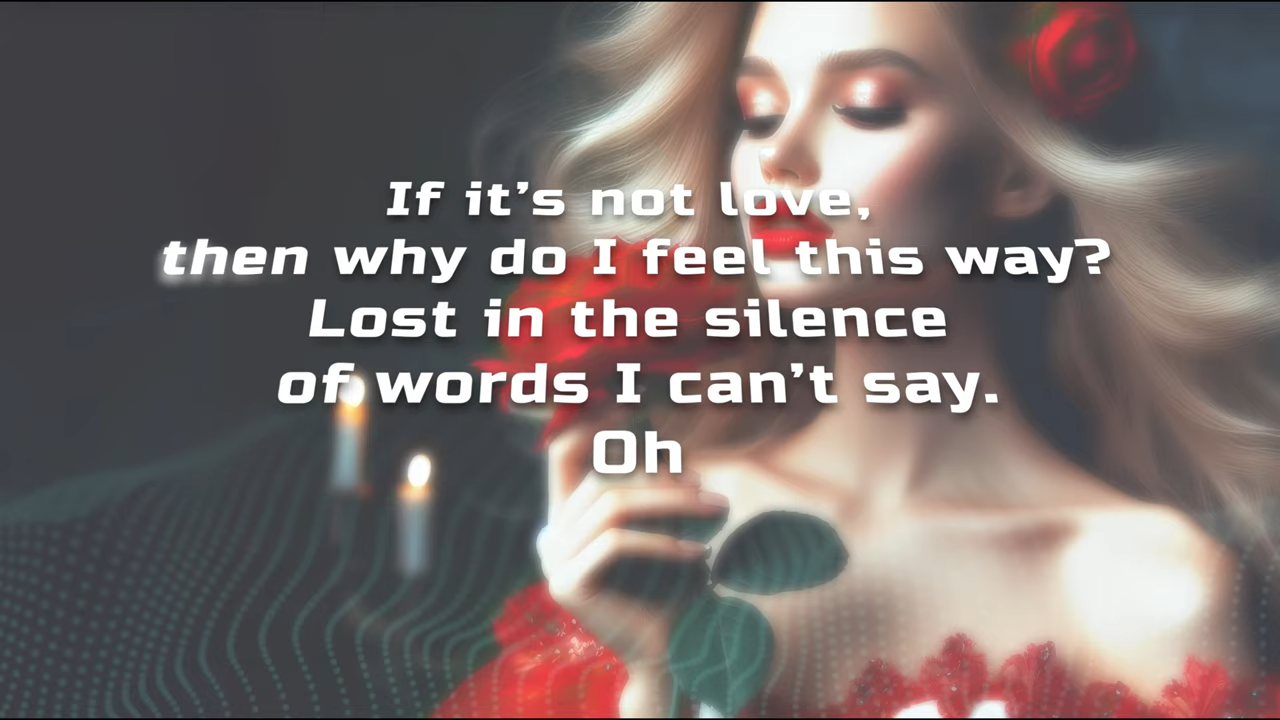 If it’s not love,
then why do I feel this way?
Lost in the silence
of words I can’t say.
Oh